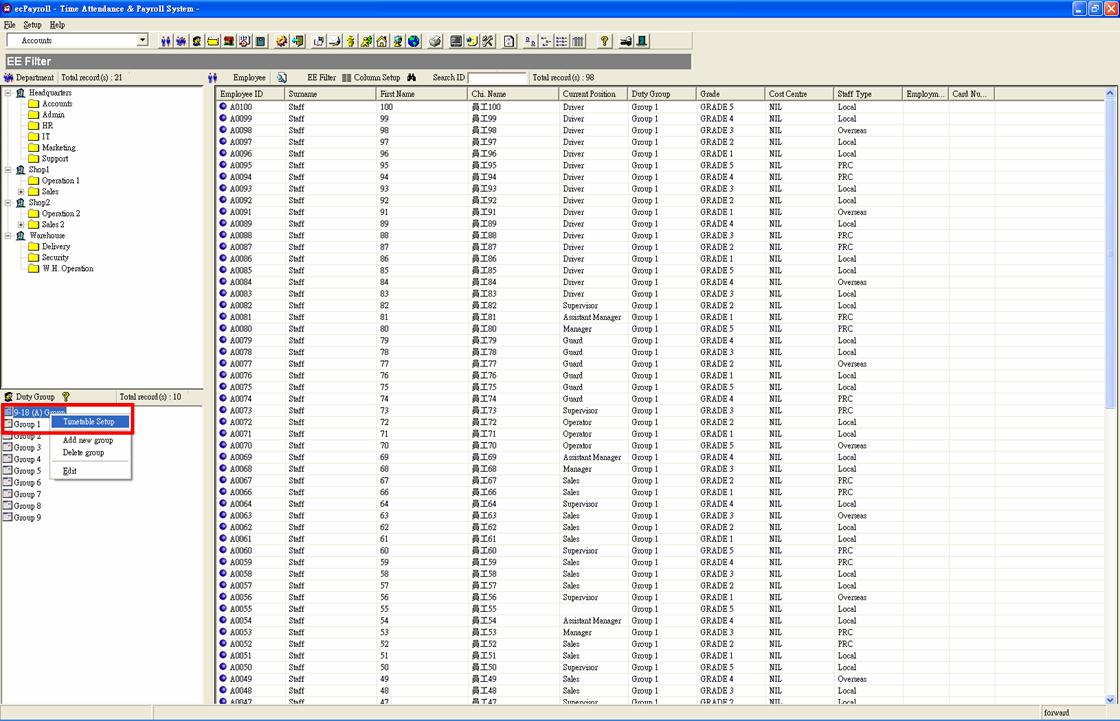 ecPayroll - Time Attendance & Payroll System -
File Setup Help
Accounts
EE Filter
Department Total record(s) : 21 Employee EE Filter Column Setup Search ID Total record(s) : 98
Headquarters
Accounts
Admin
HR
IT
Marketing
Support
Shop1
Operation 1
Sales
Shop2
Operation 2
Sales 2
Warehouse
Delivery
Security
W.H. Operation
Duty Group ? Total record(s) : 10
9-18 (A) Group
Group 1
Group 2
Group 3
Group 4
Group 5
Group 6
Group 7
Group 8
Group 9
Timetable Setup
Add new group
Delete group
Edit
Employee ID Surname First Name Chi. Name Current Position Duty Group Grade Cost Centre Staff Type Employm... Card Nu...
A0100 Staff 100 員工100 Driver Group 1 GRADE 5 NIL Local
A0099 Staff 99 員工99 Driver Group 1 GRADE 4 NIL Local
A0098 Staff 98 員工98 Driver Group 1 GRADE 3 NIL Overseas
A0097 Staff 97 員工97 Driver Group 1 GRADE 2 NIL Local
A0096 Staff 96 員工96 Driver Group 1 GRADE 1 NIL Local
A0095 Staff 95 員工95 Driver Group 1 GRADE 5 NIL PRC
A0094 Staff 94 員工94 Driver Group 1 GRADE 4 NIL PRC
A0093 Staff 93 員工93 Driver Group 1 GRADE 3 NIL Local
A0092 Staff 92 員工92 Driver Group 1 GRADE 2 NIL Local
A0091 Staff 91 員工91 Driver Group 1 GRADE 1 NIL Overseas
A0089 Staff 89 員工89 Driver Group 1 GRADE 4 NIL Local
A0088 Staff 88 員工88 Driver Group 1 GRADE 3 NIL PRC
A0087 Staff 87 員工87 Driver Group 1 GRADE 2 NIL PRC
A0086 Staff 86 員工86 Driver Group 1 GRADE 1 NIL Local
A0085 Staff 85 員工85 Driver Group 1 GRADE 5 NIL Local
A0084 Staff 84 員工84 Driver Group 1 GRADE 4 NIL Overseas
A0083 Staff 83 員工83 Driver Group 1 GRADE 3 NIL Local
A0082 Staff 82 員工82 Supervisor Group 1 GRADE 2 NIL Local
A0081 Staff 81 員工81 Assistant Manager Group 1 GRADE 1 NIL PRC
A0080 Staff 80 員工80 Manager Group 1 GRADE 5 NIL PRC
A0079 Staff 79 員工79 Guard Group 1 GRADE 4 NIL Local
A0078 Staff 78 員工78 Guard Group 1 GRADE 3 NIL Local
A0077 Staff 77 員工77 Guard Group 1 GRADE 2 NIL Overseas
A0076 Staff 76 員工76 Guard Group 1 GRADE 1 NIL Local
A0075 Staff 75 員工75 Guard Group 1 GRADE 5 NIL Local
A0074 Staff 74 員工74 Guard Group 1 GRADE 4 NIL PRC
A0073 Staff 73 員工73 Supervisor Group 1 GRADE 3 NIL PRC
A0072 Staff 72 員工72 Operator Group 1 GRADE 2 NIL Local
A0071 Staff 71 員工71 Operator Group 1 GRADE 1 NIL Local
A0070 Staff 70 員工70 Operator Group 1 GRADE 5 NIL Overseas
A0069 Staff 69 員工69 Assistant Manager Group 1 GRADE 4 NIL Local
A0068 Staff 68 員工68 Manager Group 1 GRADE 3 NIL Local
A0067 Staff 67 員工67 Sales Group 1 GRADE 2 NIL PRC
A0066 Staff 66 員工66 Sales Group 1 GRADE 1 NIL PRC
A0064 Staff 64 員工64 Supervisor Group 1 GRADE 4 NIL Local
A0063 Staff 63 員工63 Sales Group 1 GRADE 3 NIL Overseas
A0062 Staff 62 員工62 Sales Group 1 GRADE 2 NIL Local
A0061 Staff 61 員工61 Sales Group 1 GRADE 1 NIL Local
A0060 Staff 60 員工60 Supervisor Group 1 GRADE 5 NIL PRC
A0059 Staff 59 員工59 Sales Group 1 GRADE 4 NIL PRC
A0058 Staff 58 員工58 Sales Group 1 GRADE 3 NIL Local
A0057 Staff 57 員工57 Sales Group 1 GRADE 2 NIL Local
A0056 Staff 56 員工56 Supervisor Group 1 GRADE 1 NIL Overseas
A0055 Staff 55 員工55 Group 1 GRADE 5 NIL Local
A0054 Staff 54 員工54 Assistant Manager Group 1 GRADE 4 NIL Local
A0053 Staff 53 員工53 Manager Group 1 GRADE 3 NIL PRC
A0052 Staff 52 員工52 Sales Group 1 GRADE 2 NIL PRC
A0051 Staff 51 員工51 Sales Group 1 GRADE 1 NIL Local
A0050 Staff 50 員工50 Supervisor Group 1 GRADE 5 NIL Local
A0049 Staff 49 員工49 Sales Group 1 GRADE 4 NIL Overseas
A0048 Staff 48 員工48 Sales Group 1 GRADE 3 NIL Local
A0047 Staff 47 員工47 Sales Group 1 GRADE 2 NIL Local
forward